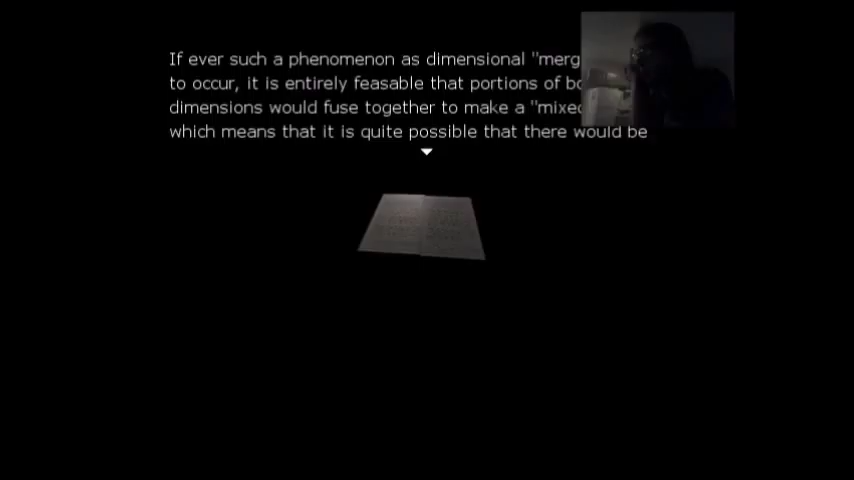 If ever such a phenomenon as dimensional "merg
to occur, it is entirely feasable that portions of bo
dimensions would fuse together to make a "mixed
which means that it is quite possible that there would be